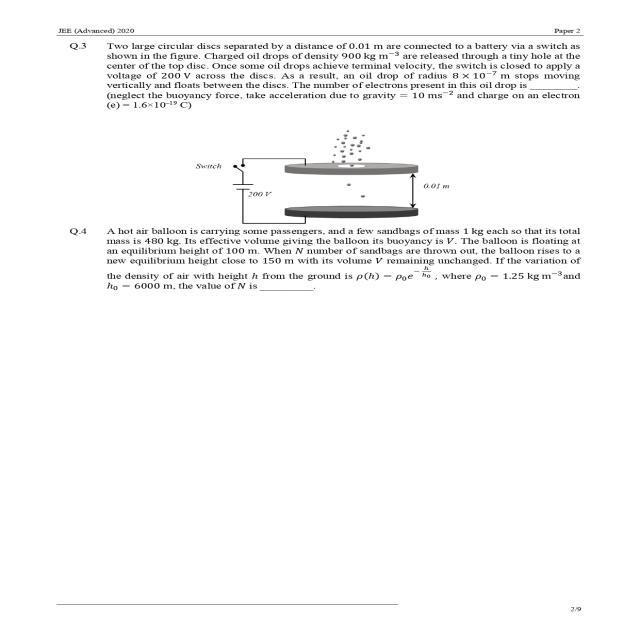 JEE (Advanced) 2020 Paper 2
Q.3 Two large circular discs separated by a distance of 0.01 m are connected to a battery via a switch as
shown in the figure. Charged oil drops of density 900 kg m⁻³ are released through a tiny hole at the
center of the top disc. Once some oil drops achieve terminal velocity, the switch is closed to apply a
voltage of 200 V across the discs. As a result, an oil drop of radius 8 × 10⁻⁷ m stops moving
vertically and floats between the discs. The number of electrons present in this oil drop is ________.
(neglect the buoyancy force, take acceleration due to gravity = 10 ms⁻² and charge on an electron
(e) = 1.6×10⁻¹⁹ C)
Switch
0.01 m
200 V
Q.4 A hot air balloon is carrying some passengers, and a few sandbags of mass 1 kg each so that its total
mass is 480 kg. Its effective volume giving the balloon its buoyancy is V. The balloon is floating at
an equilibrium height of 100 m. When N number of sandbags are thrown out, the balloon rises to a
new equilibrium height close to 150 m with its volume V remaining unchanged. If the variation of
the density of air with height h from the ground is ρ(h) = ρ₀e^(−h/h₀), where ρ₀ = 1.25 kg m⁻³ and
h₀ = 6000 m, the value of N is _________.
2/9